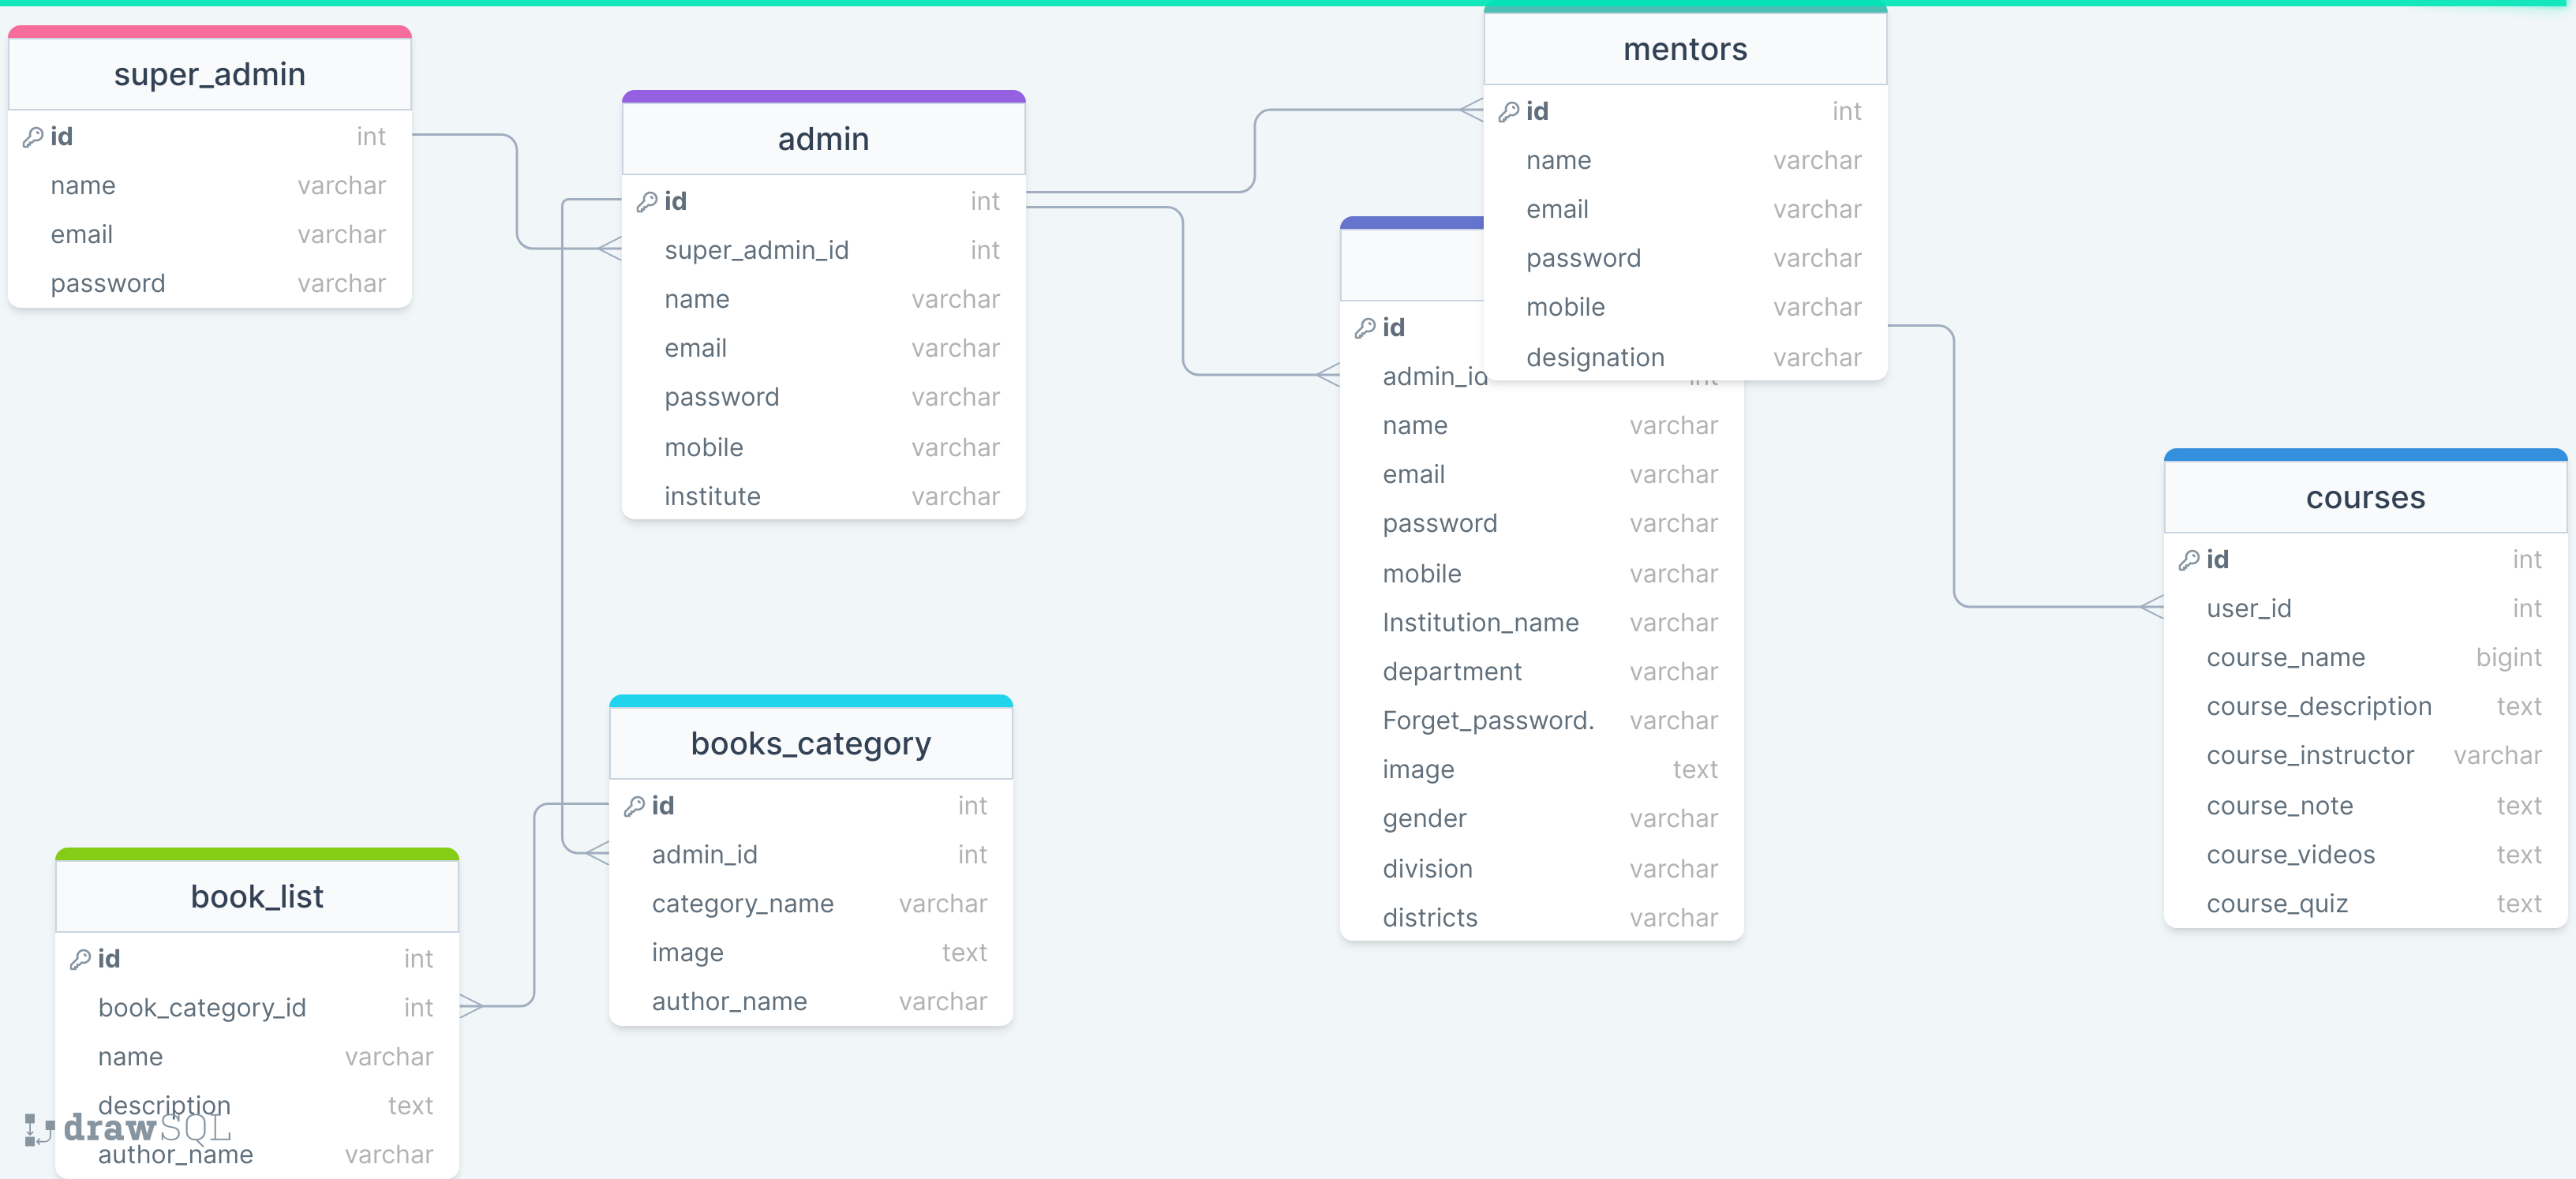 super_admin
id int
name varchar
email varchar
password varchar
admin
id int
super_admin_id int
name varchar
email varchar
password varchar
mobile varchar
institute varchar
mentors
id int
name varchar
email varchar
password varchar
mobile varchar
designation varchar
id
admin_id int
name varchar
email varchar
password varchar
mobile varchar
Institution_name varchar
department varchar
Forget_password. varchar
image text
gender varchar
division varchar
districts varchar
courses
id int
user_id int
course_name bigint
course_description text
course_instructor varchar
course_note text
course_videos text
course_quiz text
books_category
id int
admin_id int
category_name varchar
image text
author_name varchar
book_list
id int
book_category_id int
name varchar
description text
author_name varchar
drawSQL